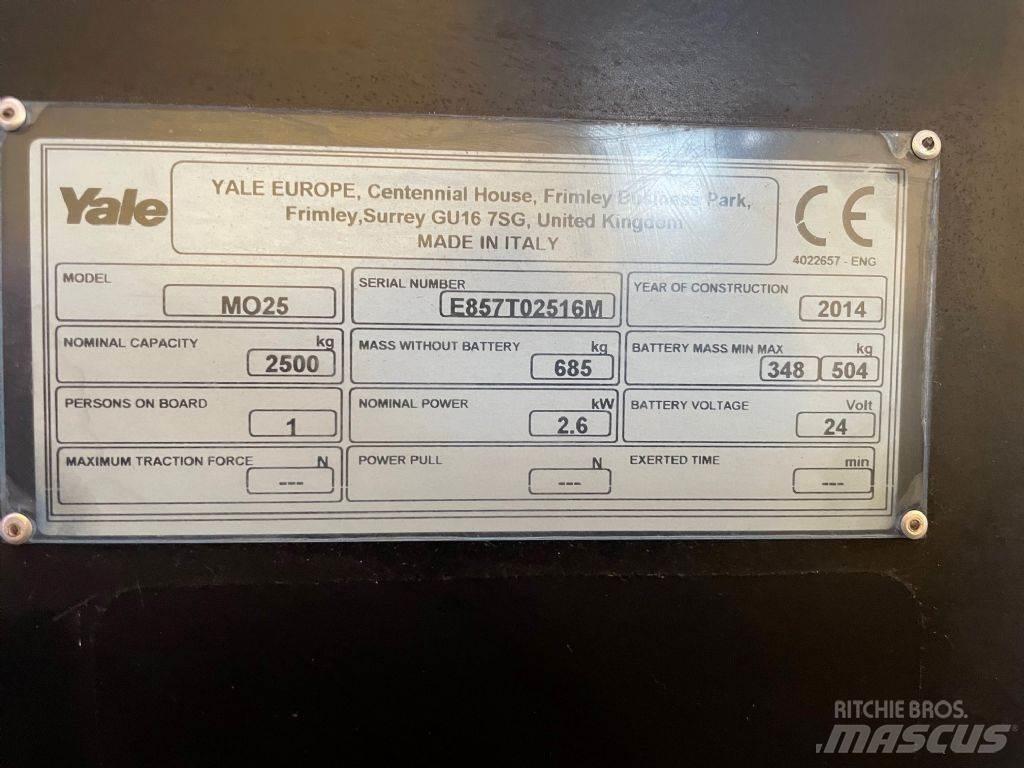 Yale
YALE EUROPE, Centennial House, Frimley Business Park,
Frimley,Surrey GU16 7SG, United Kingdom
MADE IN ITALY
CE
4022657 - ENG
MODEL
MO25
SERIAL NUMBER
E857T02516M
YEAR OF CONSTRUCTION
2014
NOMINAL CAPACITY kg
2500
MASS WITHOUT BATTERY kg
685
BATTERY MASS MIN MAX kg
348 504
PERSONS ON BOARD
1
NOMINAL POWER kW
2.6
BATTERY VOLTAGE Volt
24
MAXIMUM TRACTION FORCE N
---
POWER PULL N
---
EXERTED TIME min
---
RITCHIE BROS.
MASCUS